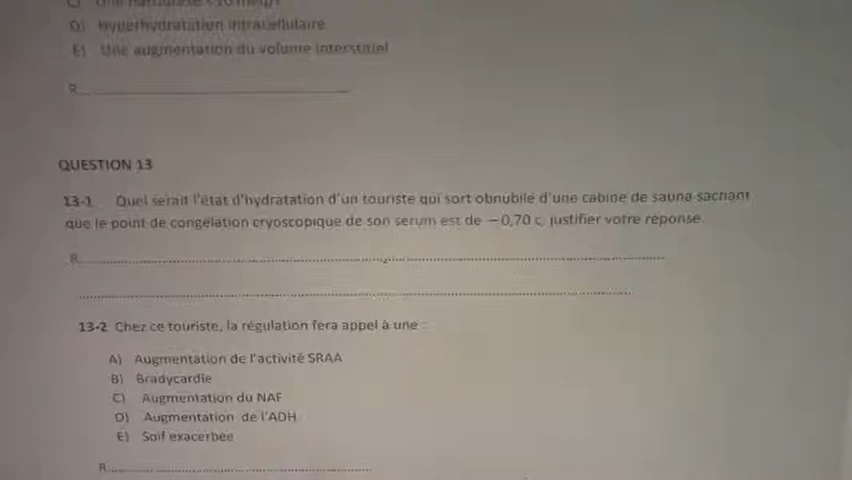 D) Hyperhydratation intracellulaire
E) Une augmentation du volume interstitiel
R
QUESTION 13
13-1 Quel serait l'état d'hydratation d'un touriste qui sort obnubilé d'une cabine de sauna sachant
que le point de congélation cryoscopique de son serum est de −0,70 c, justifier votre réponse
R
13-2 Chez ce touriste, la régulation fera appel à une :
A) Augmentation de l'activité SRAA
B) Bradycardie
C) Augmentation du NAF
D) Augmentation de l'ADH
E) Soif exacerbée
R